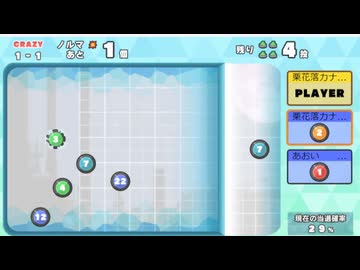 CRAZY
1 - 1
ノルマ
あと
1
個
残り
4
投
栗花落カナ...
PLAYER
栗花落カナ...
2
あおい
1
3
7
22
4
12
7
現在の当選確率
29%